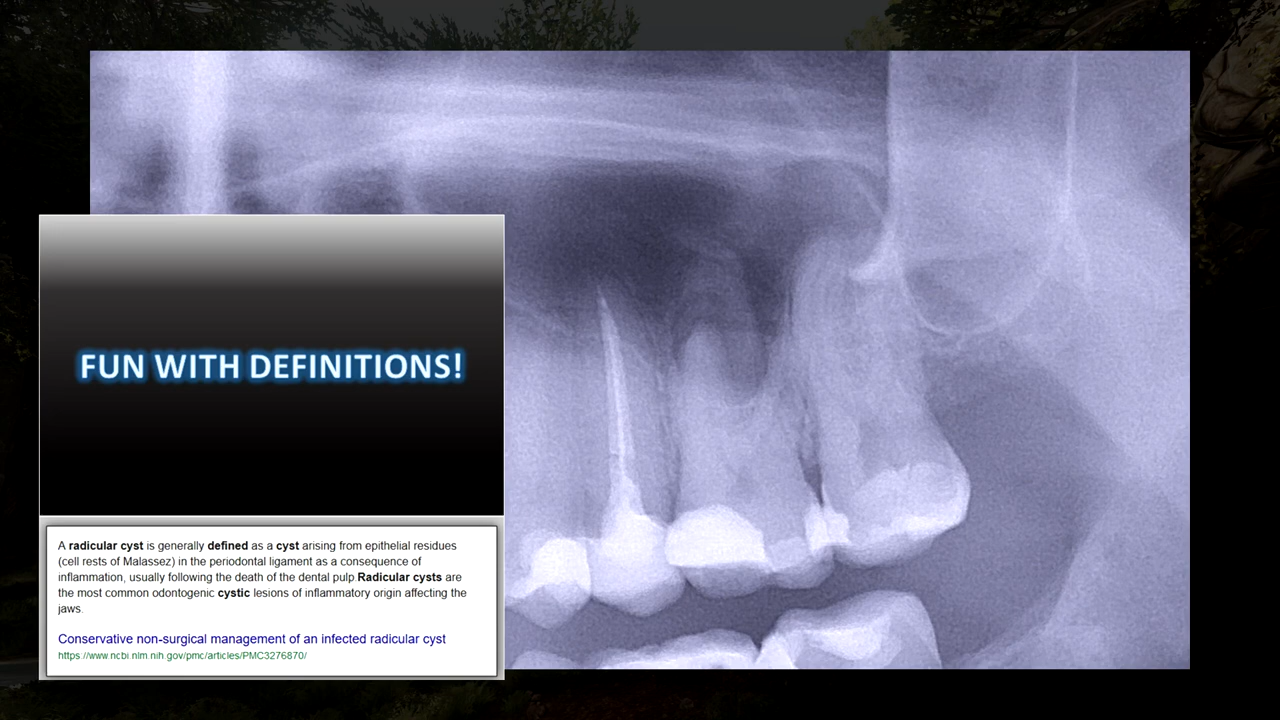 FUN WITH DEFINITIONS!
A radicular cyst is generally defined as a cyst arising from epithelial residues
(cell rests of Malassez) in the periodontal ligament as a consequence of
inflammation, usually following the death of the dental pulp Radicular cysts are
the most common odontogenic cystic lesions of inflammatory origin affecting the
jaws.
Conservative non-surgical management of an infected radicular cyst
https://www.ncbi.nlm.nih.gov/pmc/articles/PMC3276870/